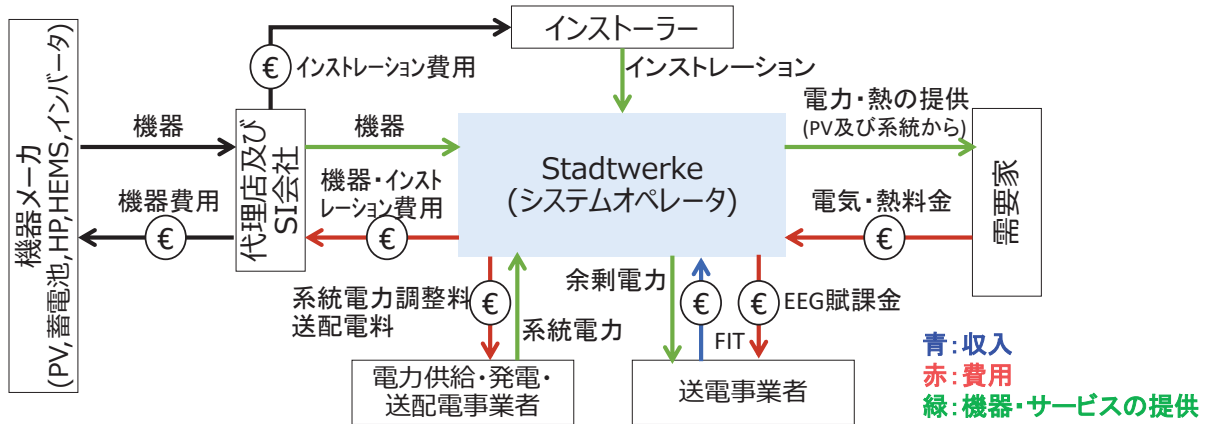 機器メーカ
(PV,蓄電池,HP,HEMS,インバータ)
機器
機器費用
€
代理店及び
SI会社
€
インストレーション費用
インストーラー
インストレーション
機器
機器・インスト
レーション費用
€
Stadtwerke
(システムオペレータ)
電力・熱の提供
(PV及び系統から)
電気・熱料金
€
需要家
系統電力調整料
送配電料
€
系統電力
余剰電力
€
FIT
€
EEG賦課金
電力供給・発電・
送配電事業者
送電事業者
青:収入
赤:費用
緑:機器・サービスの提供